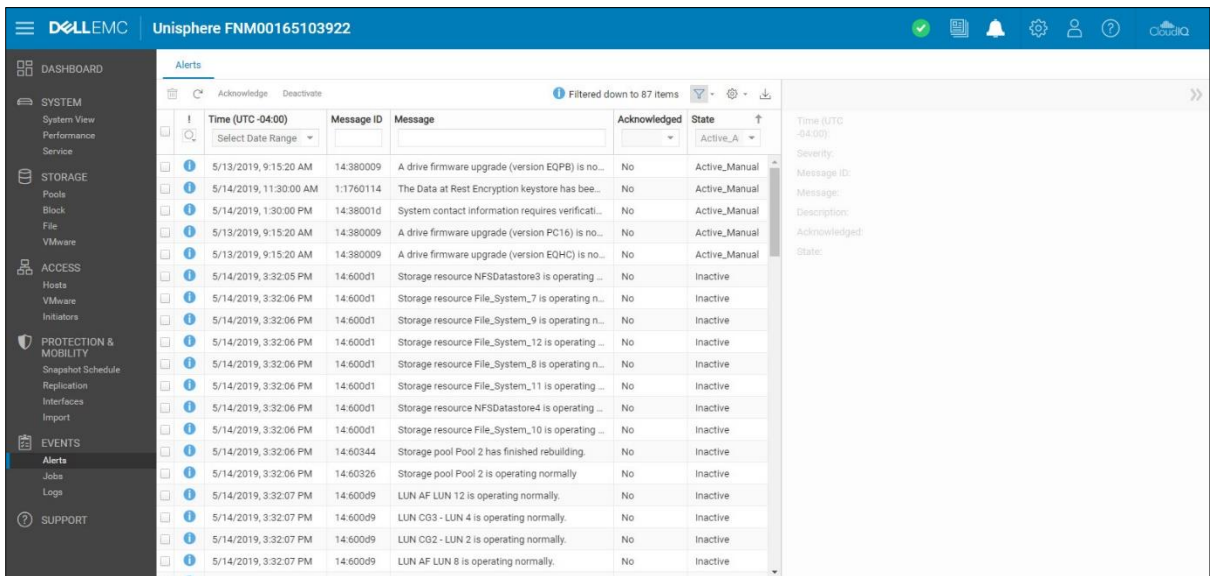 DELLEMC Unisphere FNM00165103922 CloudIQ
DASHBOARD
SYSTEM
System View
Performance
Service
STORAGE
Pools
Block
File
VMware
ACCESS
Hosts
VMware
Initiators
PROTECTION &
MOBILITY
Snapshot Schedule
Replication
Interfaces
Import
EVENTS
Alerts
Jobs
Logs
SUPPORT
Alerts
Acknowledge Deactivate Filtered down to 87 items
! Time (UTC -04:00) Message ID Message Acknowledged State
Select Date Range Active_A
5/13/2019, 9:15:20 AM 14:380009 A drive firmware upgrade (version EQPB) is no... No Active_Manual
5/14/2019, 11:30:00 AM 1:1760114 The Data at Rest Encryption keystore has bee... No Active_Manual
5/14/2019, 1:30:00 PM 14:38001d System contact information requires verificati... No Active_Manual
5/13/2019, 9:15:20 AM 14:380009 A drive firmware upgrade (version PC16) is no... No Active_Manual
5/13/2019, 9:15:20 AM 14:380009 A drive firmware upgrade (version EQHC) is no... No Active_Manual
5/14/2019, 3:32:05 PM 14:600d1 Storage resource NFSDatastore3 is operating ... No Inactive
5/14/2019, 3:32:06 PM 14:600d1 Storage resource File_System_7 is operating n... No Inactive
5/14/2019, 3:32:06 PM 14:600d1 Storage resource File_System_9 is operating n... No Inactive
5/14/2019, 3:32:06 PM 14:600d1 Storage resource File_System_12 is operating ... No Inactive
5/14/2019, 3:32:06 PM 14:600d1 Storage resource File_System_8 is operating n... No Inactive
5/14/2019, 3:32:06 PM 14:600d1 Storage resource File_System_11 is operating ... No Inactive
5/14/2019, 3:32:06 PM 14:600d1 Storage resource NFSDatastore4 is operating ... No Inactive
5/14/2019, 3:32:06 PM 14:600d1 Storage resource File_System_10 is operating ... No Inactive
5/14/2019, 3:32:06 PM 14:60344 Storage pool Pool 2 has finished rebuilding. No Inactive
5/14/2019, 3:32:06 PM 14:60326 Storage pool Pool 2 is operating normally No Inactive
5/14/2019, 3:32:07 PM 14:600d9 LUN AF LUN 12 is operating normally. No Inactive
5/14/2019, 3:32:07 PM 14:600d9 LUN CG3 - LUN 4 is operating normally. No Inactive
5/14/2019, 3:32:07 PM 14:600d9 LUN CG2 - LUN 2 is operating normally. No Inactive
5/14/2019, 3:32:07 PM 14:600d9 LUN AF LUN 8 is operating normally. No Inactive
Time (UTC
-04:00):
Severity:
Message ID:
Message:
Description:
Acknowledged:
State: